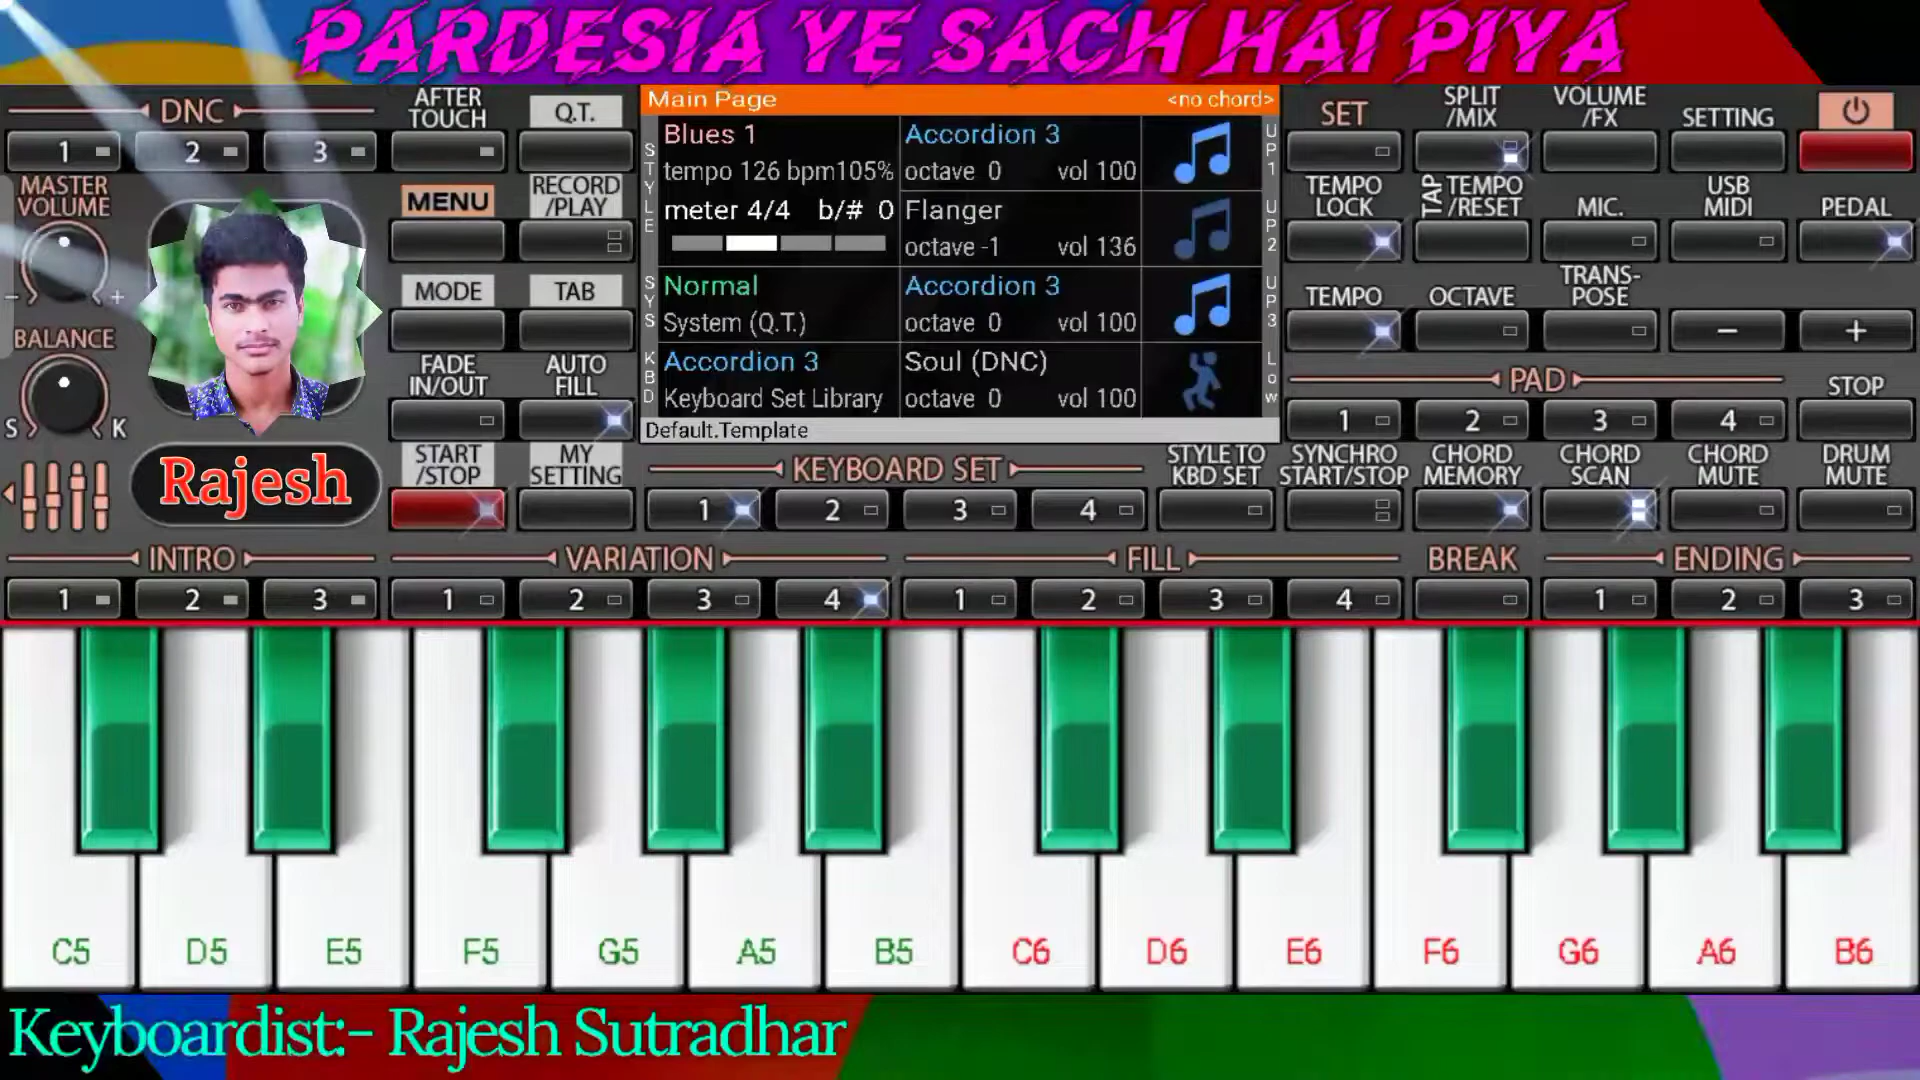 PARDESIA YE SACH HAI PIYA
DNC
AFTER TOUCH
Q.T.
1 2 3
MASTER VOLUME
MENU
RECORD /PLAY
- +
MODE
TAB
BALANCE
FADE IN/OUT
AUTO FILL
S K
START /STOP
MY SETTING
Rajesh
Main Page <no chord>
STYLE
Blues 1
tempo 126 bpm105%
meter 4/4 b/# 0
SYS
Normal
System (Q.T.)
KBD
Accordion 3
Keyboard Set Library
Accordion 3
octave 0 vol 100
UP1
Flanger
octave -1 vol 136
UP2
Accordion 3
octave 0 vol 100
UP3
Soul (DNC)
octave 0 vol 100
Low
Default.Template
SET
SPLIT /MIX
VOLUME /FX
SETTING
TEMPO LOCK
TAP TEMPO /RESET
MIC.
USB MIDI
PEDAL
TEMPO
OCTAVE
TRANS- POSE
− +
PAD
STOP
1 2 3 4
KEYBOARD SET
STYLE TO KBD SET
SYNCHRO START/STOP
CHORD MEMORY
CHORD SCAN
CHORD MUTE
DRUM MUTE
1 2 3 4
INTRO VARIATION FILL BREAK ENDING
1 2 3 1 2 3 4 1 2 3 4 1 2 3
C5 D5 E5 F5 G5 A5 B5 C6 D6 E6 F6 G6 A6 B6
Keyboardist:- Rajesh Sutradhar